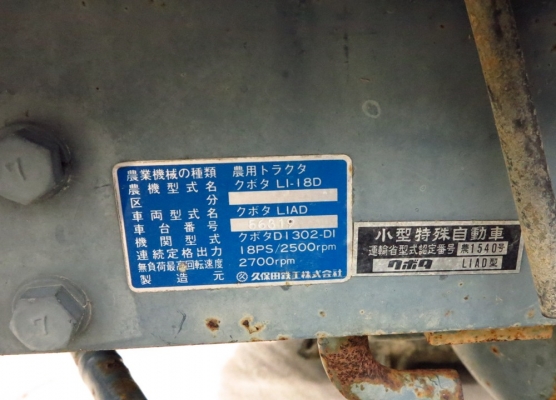 農業機械の種類 農用トラクタ
農機型式名 クボタ L1-18D
区分
車両型式名 クボタ L1AD
車台番号
機関型式 クボタD1302-DI
連続定格出力 18PS/2500rpm
無負荷最高回転速度 2700rpm
製造元 久保田鉄工株式会社
小型特殊自動車
運輸省型式認定番号 農1540号
クボタ L1AD型
7
7